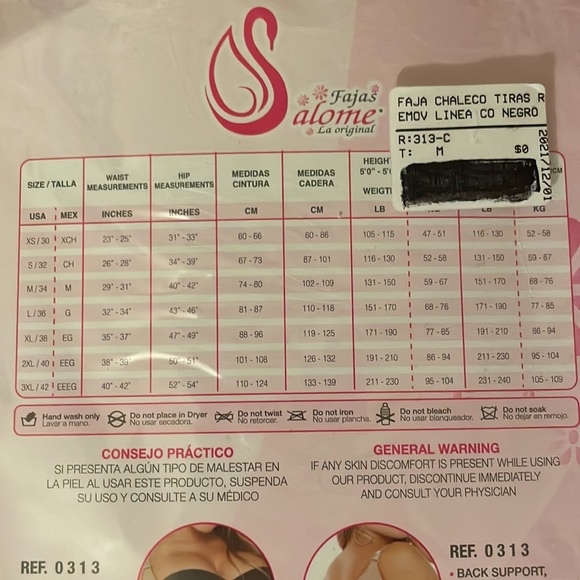 Fajas
Salome
La original
FAJA CHALECO TIRAS R
EMOV LINEA CO NEGRO
R:313-C
T: M $0
2021/12/01
SIZE / TALLA WAIST MEASUREMENTS HIP MEASUREMENTS MEDIDAS CINTURA MEDIDAS CADERA HEIGHT 5'0" - 5' WEIGHT CM
USA MEX INCHES INCHES CM CM LB LB KG
XS/30 XCH 23" - 25" 31" - 33" 60 - 66 80 - 86 105 - 115 47 - 51 116 - 130 52 - 58
S/32 CH 26" - 28" 34" - 39" 67 - 73 87 - 101 116 - 130 52 - 58 131 - 150 59 - 67
M/34 M 29" - 31" 40" - 42" 74 - 80 102 - 109 131 - 150 59 - 67 151 - 170 68 - 76
L/36 G 32" - 34" 43" - 46" 81 - 87 110 - 118 151 - 170 68 - 76 171 - 190 77 - 85
XL/38 EG 35" - 37" 47" - 49" 88 - 96 119 - 125 171 - 190 77 - 85 191 - 210 86 - 94
2XL/40 EEG 38" - 39" 50" - 51" 101 - 108 126 - 132 191 - 210 86 - 94 211 - 230 95 - 104
3XL/42 EEEG 40" - 42" 52" - 54" 110 - 124 133 - 139 211 - 230 95 - 104 231 - 240 105 - 109
Hand wash only Do not place in Dryer Do not twist Do not iron Do not bleach Do not soak
Lavar a mano. No usar secadora. No retorcer. No usar plancha. No usar blanqueador. No dejar en remojo.
CONSEJO PRÁCTICO
SI PRESENTA ALGÚN TIPO DE MALESTAR EN
LA PIEL AL USAR ESTE PRODUCTO, SUSPENDA
SU USO Y CONSULTE A SU MÉDICO
GENERAL WARNING
IF ANY SKIN DISCOMFORT IS PRESENT WHILE USING
OUR PRODUCT, DISCONTINUE IMMEDIATELY
AND CONSULT YOUR PHYSICIAN
REF. 0313
REF. 0313
• BACK SUPPORT,